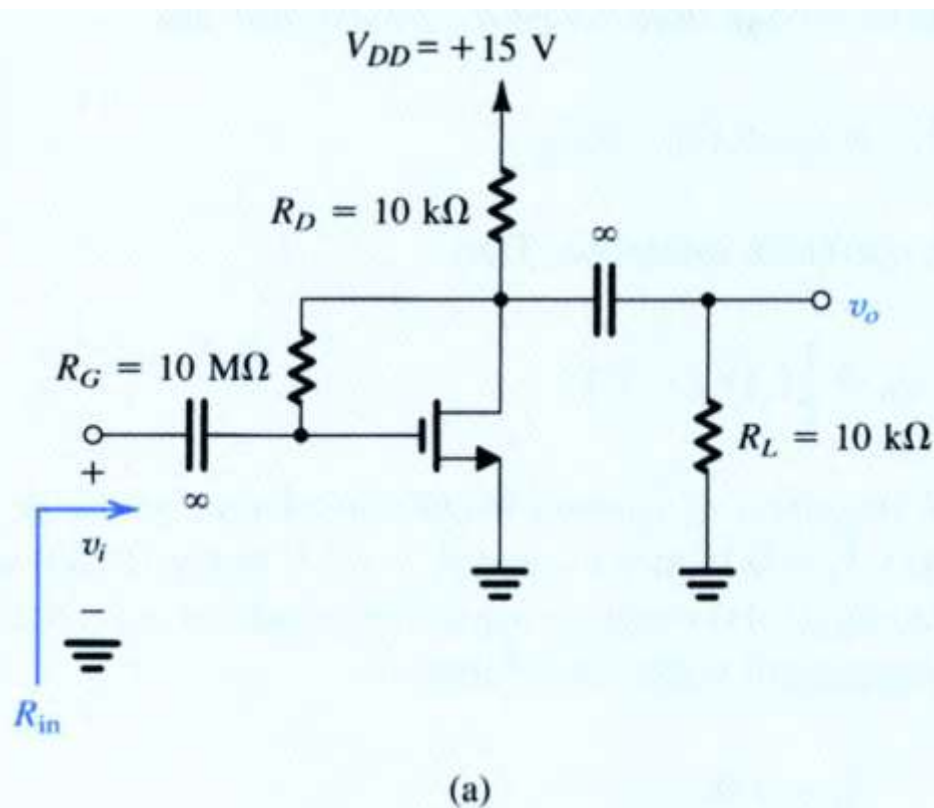 V_DD = +15 V
R_D = 10 kΩ
∞
v_o
R_G = 10 MΩ
R_L = 10 kΩ
+
∞
v_i
−
R_in
(a)